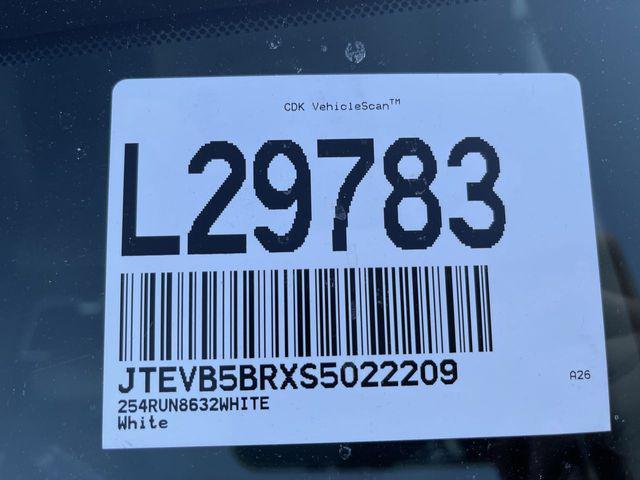 CDK VehicleScan™
L29783
JTEVB5BRXS5022209
A26
254RUN8632WHITE
White